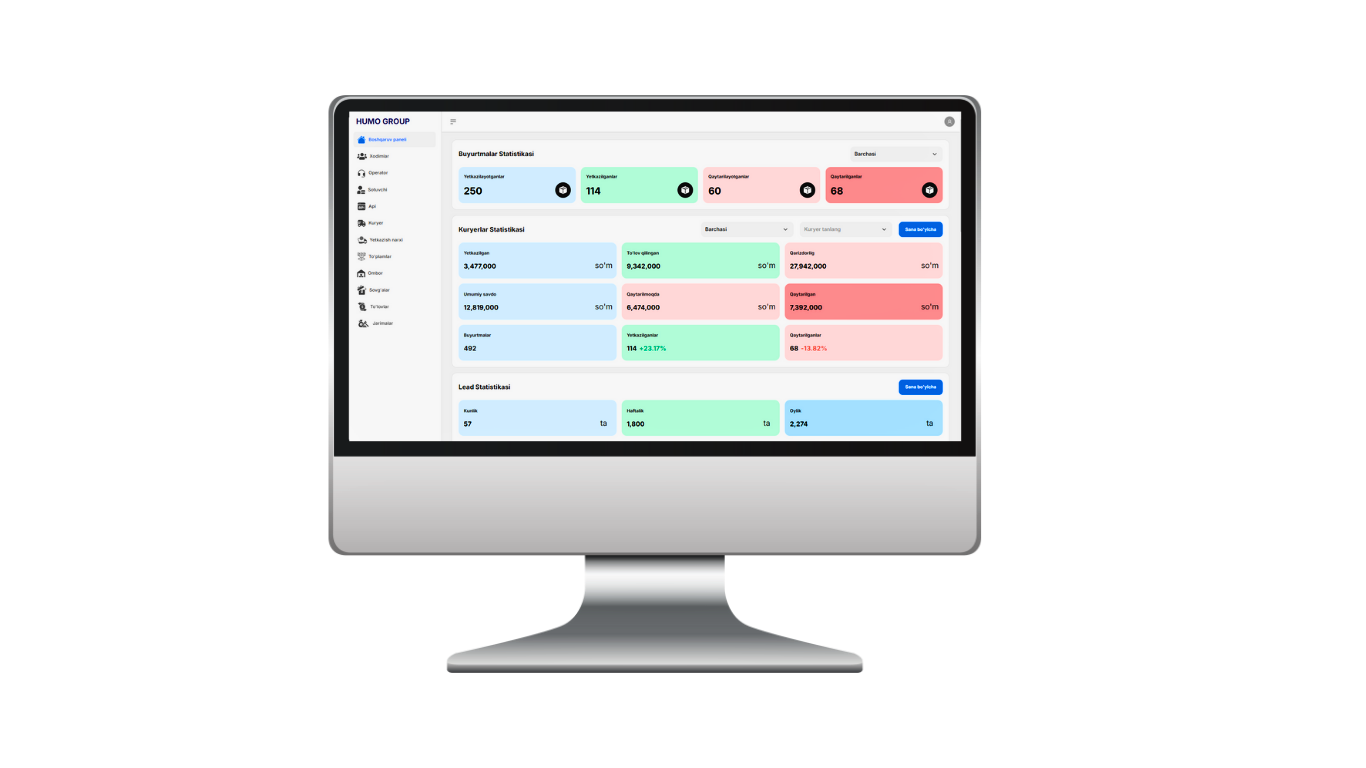 HUMO GROUP
Boshqaruv paneli
Xodimlar
Operator
Sotuvchi
Api
Kuryer
Yetkazish narxi
To'plamlar
Ombor
Sovg'alar
To'lovlar
Jarimalar
Buyurtmalar Statistikasi
Barchasi
Yetkazilayotganlar
250
Yetkazilganlar
114
Qaytarilayotganlar
60
Qaytarilganlar
68
Kuryerlar Statistikasi
Barchasi
Kuryer tanlang
Sana bo'yicha
Yetkazilgan
3,477,000 so'm
To'lov qilingan
9,342,000 so'm
Qarizdorlig
27,942,000 so'm
Umumiy savdo
12,819,000 so'm
Qaytarilmoqda
6,474,000 so'm
Qaytarilgan
7,392,000 so'm
Buyurtmalar
492
Yetkazilganlar
114 +23.17%
Qaytarilganlar
68 -13.82%
Lead Statistikasi
Sana bo'yicha
Kunlik
57 ta
Haftalik
1,800 ta
Oylik
2,274 ta